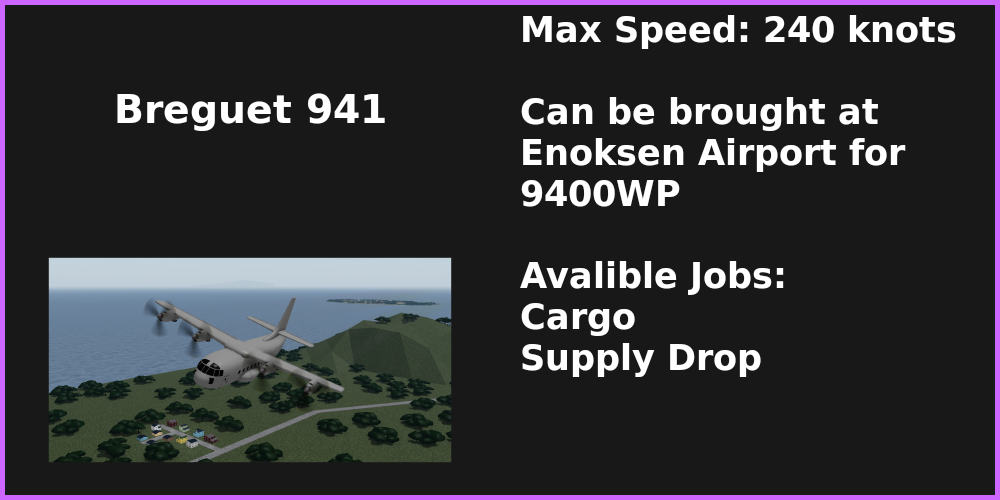 Breguet 941
Max Speed: 240 knots
Can be brought at
Enoksen Airport for
9400WP
Avalible Jobs:
Cargo
Supply Drop